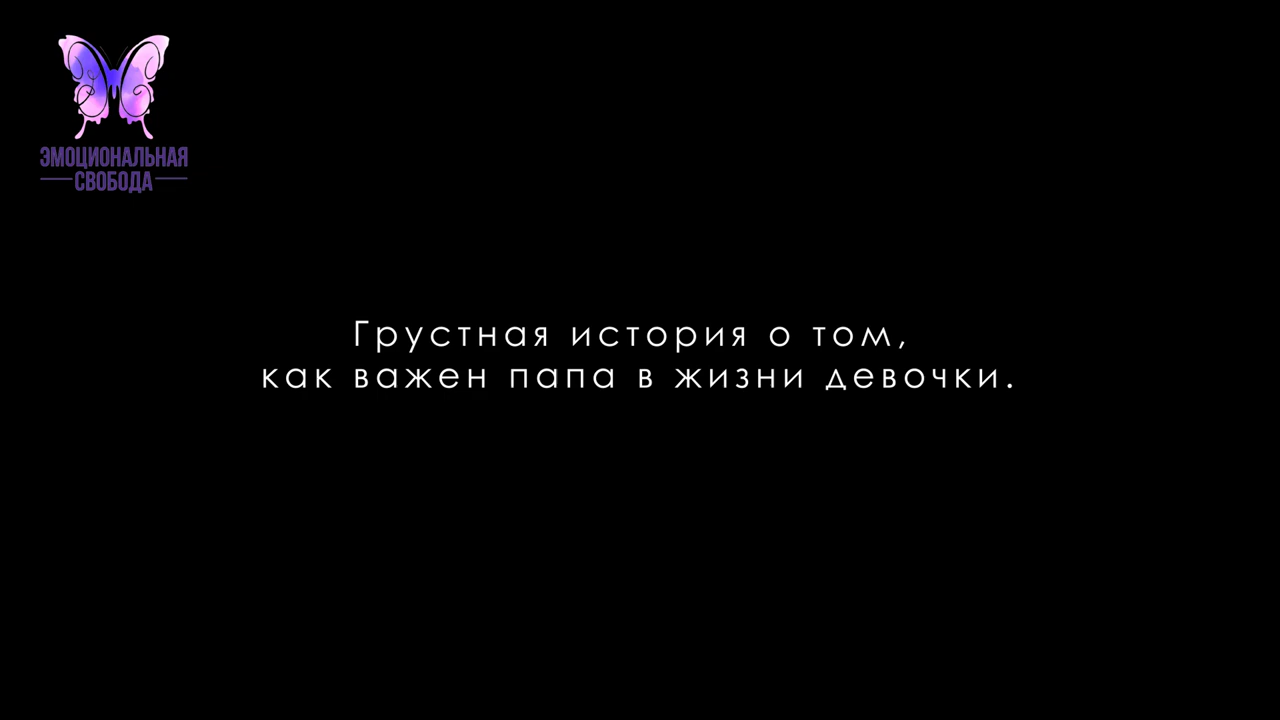 ЭМОЦИОНАЛЬНАЯ
СВОБОДА
Грустная история о том,
как важен папа в жизни девочки.